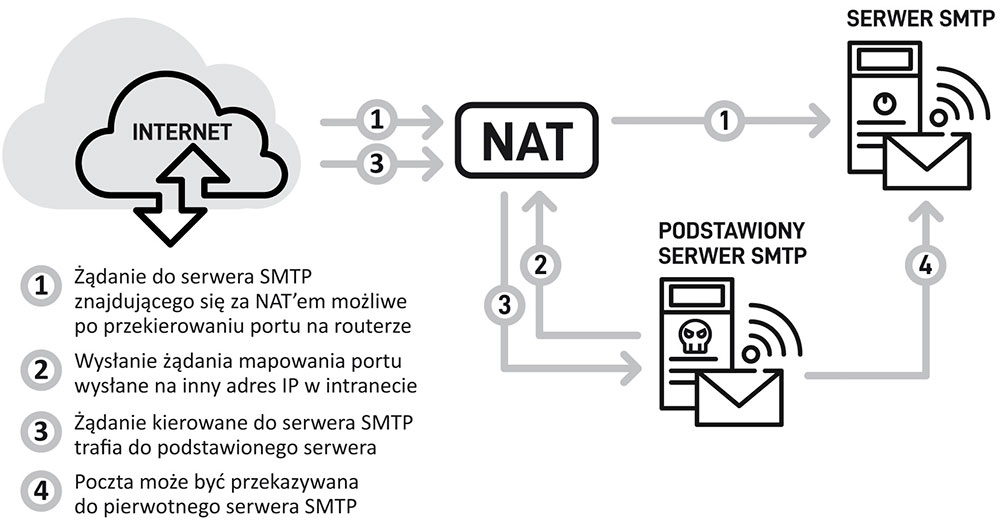 SERWER SMTP
INTERNET
1
3
NAT
1
PODSTAWIONY
SERWER SMTP
2
3
4
1 Żądanie do serwera SMTP
znajdującego się za NAT’em możliwe
po przekierowaniu portu na routerze
2 Wysłanie żądania mapowania portu
wysłane na inny adres IP w intranecie
3 Żądanie kierowane do serwera SMTP
trafia do podstawionego serwera
4 Poczta może być przekazywana
do pierwotnego serwera SMTP